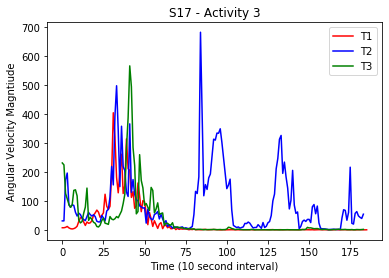 S17 - Activity 3
Angular Velocity Magntiude
700
600
500
400
300
200
100
0
T1
T2
T3
0 25 50 75 100 125 150 175
Time (10 second interval)